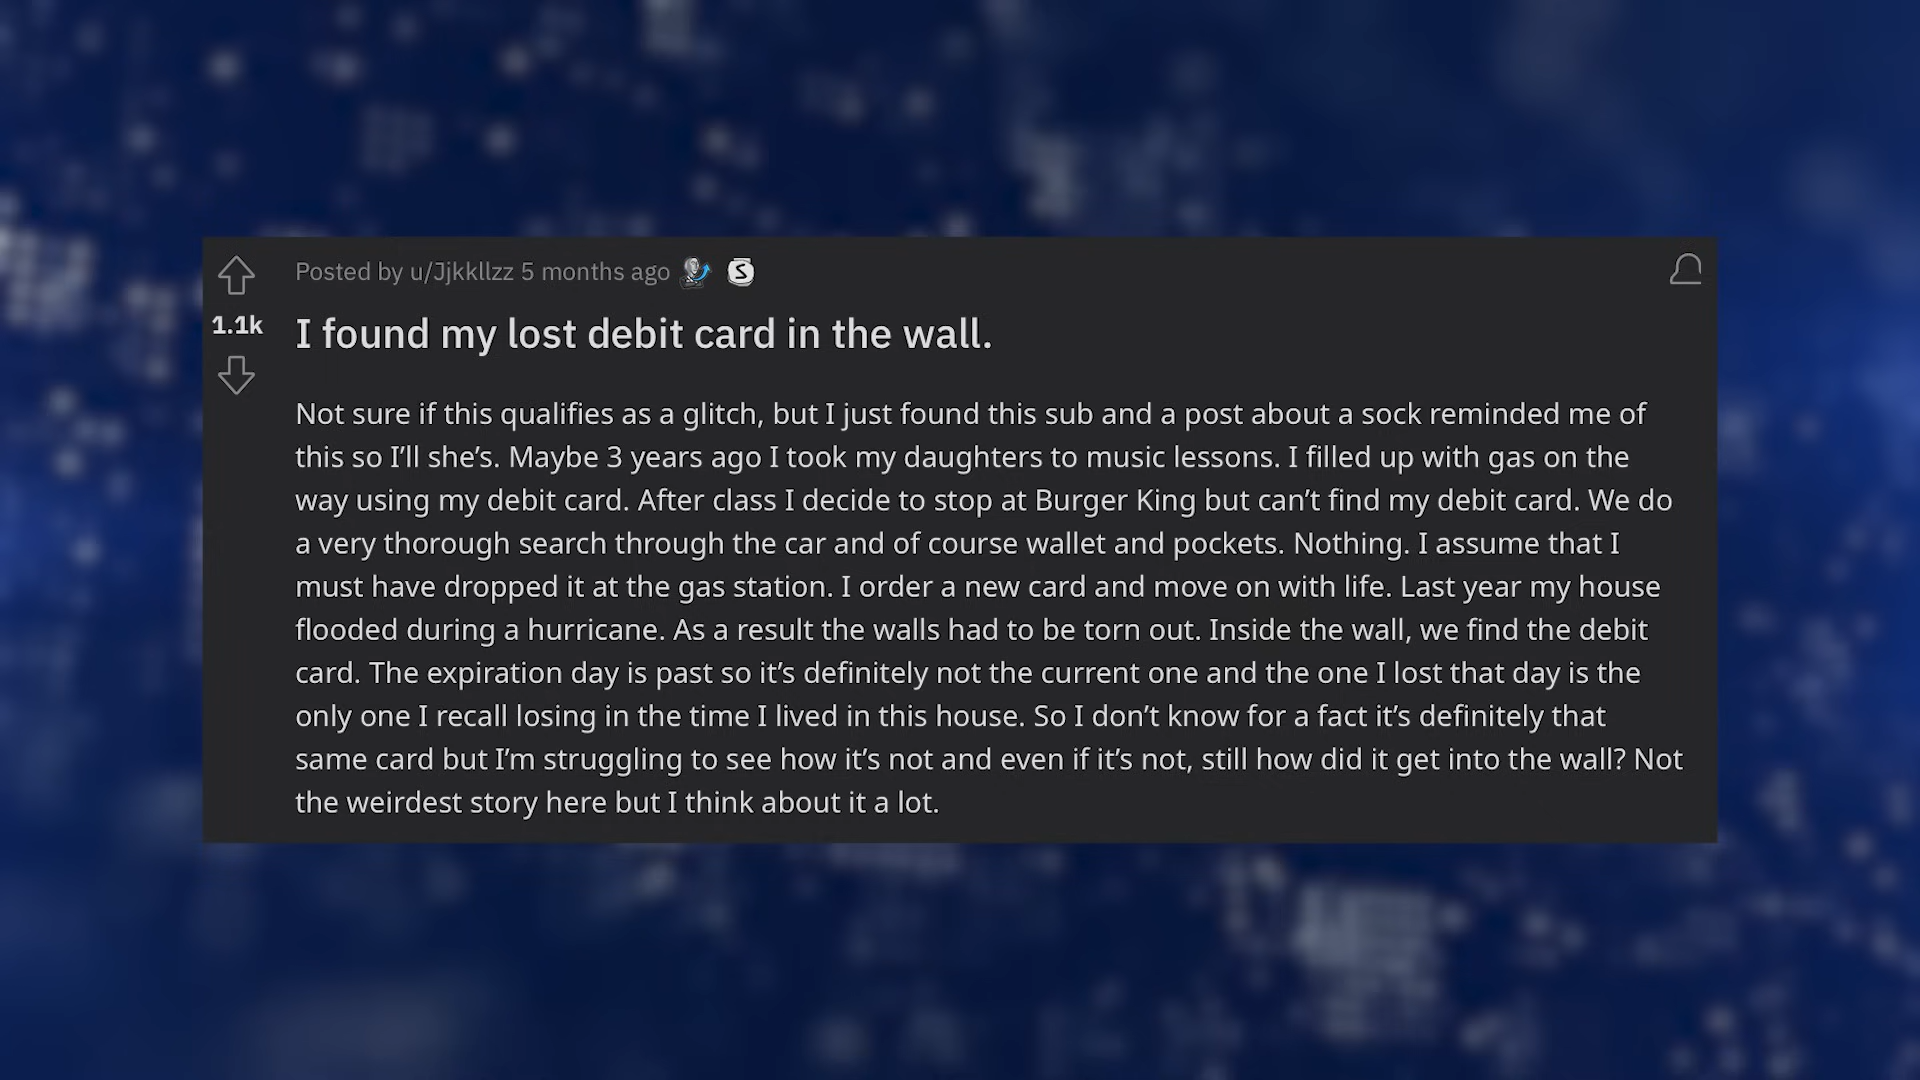 Posted by u/Jjkkllzz 5 months ago
1.1k
I found my lost debit card in the wall.
Not sure if this qualifies as a glitch, but I just found this sub and a post about a sock reminded me of
this so I’ll she’s. Maybe 3 years ago I took my daughters to music lessons. I filled up with gas on the
way using my debit card. After class I decide to stop at Burger King but can’t find my debit card. We do
a very thorough search through the car and of course wallet and pockets. Nothing. I assume that I
must have dropped it at the gas station. I order a new card and move on with life. Last year my house
flooded during a hurricane. As a result the walls had to be torn out. Inside the wall, we find the debit
card. The expiration day is past so it’s definitely not the current one and the one I lost that day is the
only one I recall losing in the time I lived in this house. So I don’t know for a fact it’s definitely that
same card but I’m struggling to see how it’s not and even if it’s not, still how did it get into the wall? Not
the weirdest story here but I think about it a lot.